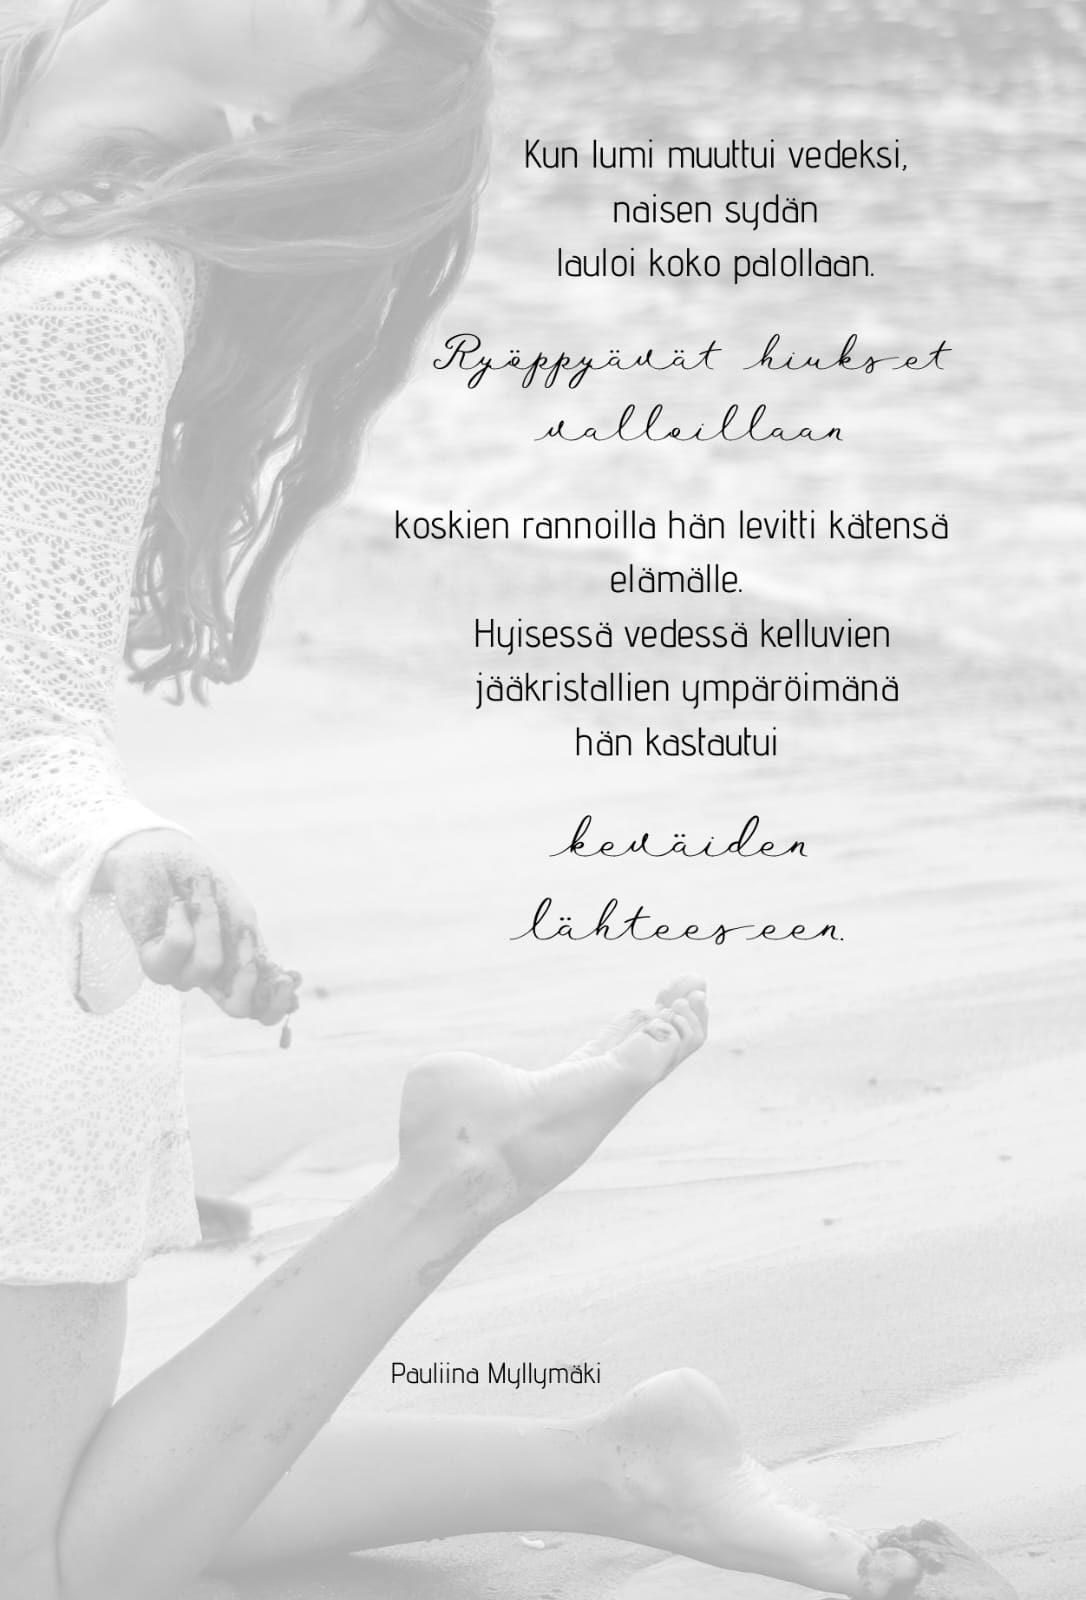 Kun lumi muuttui vedeksi,
naisen sydän
lauloi koko palollaan.
Ryöppyävät hiukset
valloillaan
koskien rannoilla hän levitti kätensä
elämälle.
Hyisessä vedessä kelluvien
jääkristallien ympäröimänä
hän kastautui
keväiden
lähteeseen.
Pauliina Myllymäki